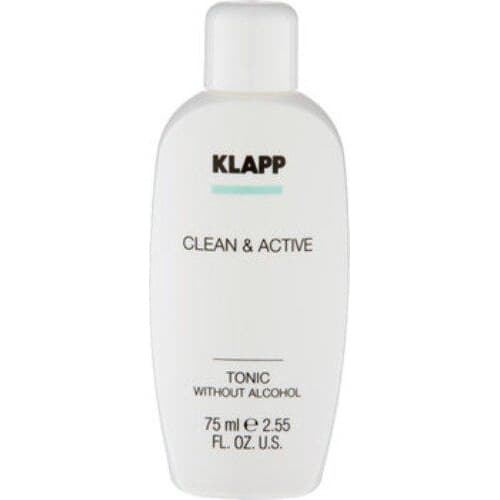 KLAPP
CLEAN & ACTIVE
TONIC
WITHOUT ALCOHOL
75 ml ℮ 2.55
FL. OZ. U.S.